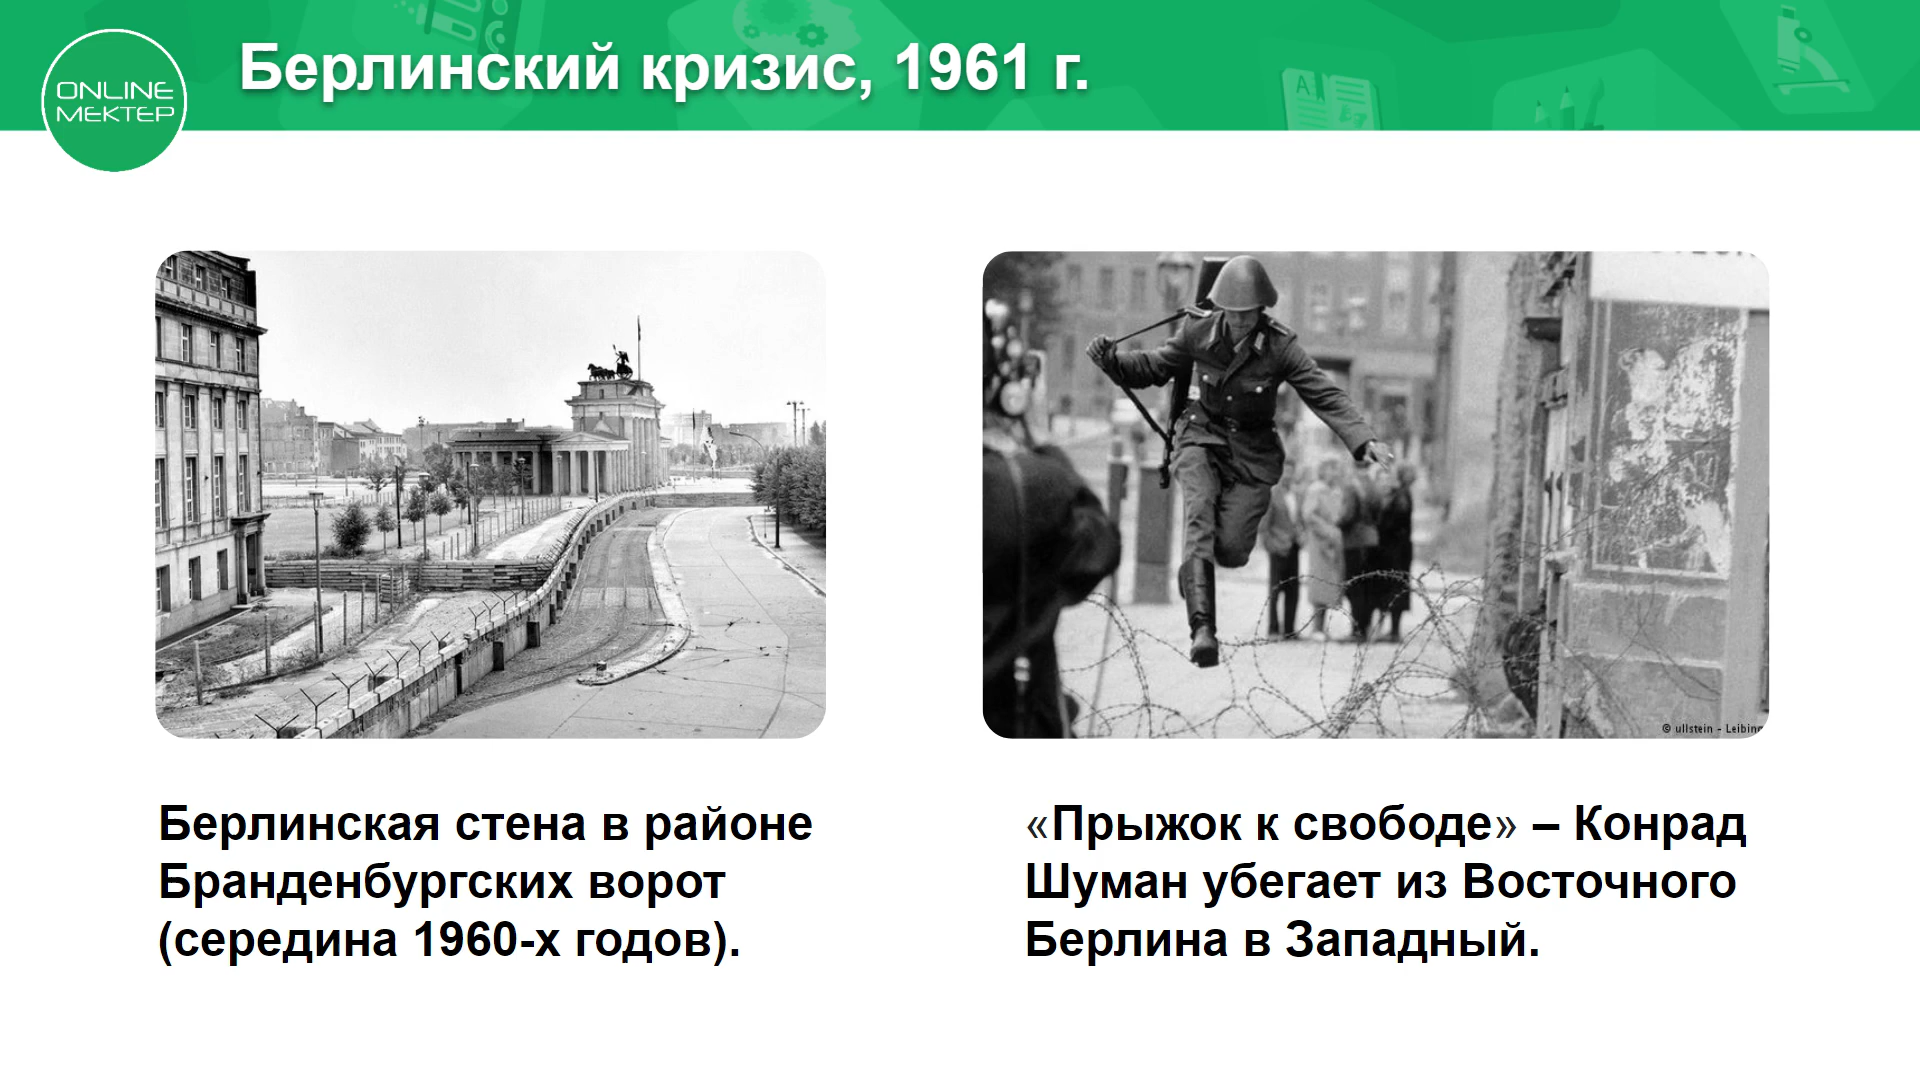 Берлинский кризис, 1961 г.
ONLINE
МЕКТЕР
A
© ullstein - Leibing
Берлинская стена в районе
Бранденбургских ворот
(середина 1960-х годов).
«Прыжок к свободе» – Конрад
Шуман убегает из Восточного
Берлина в Западный.